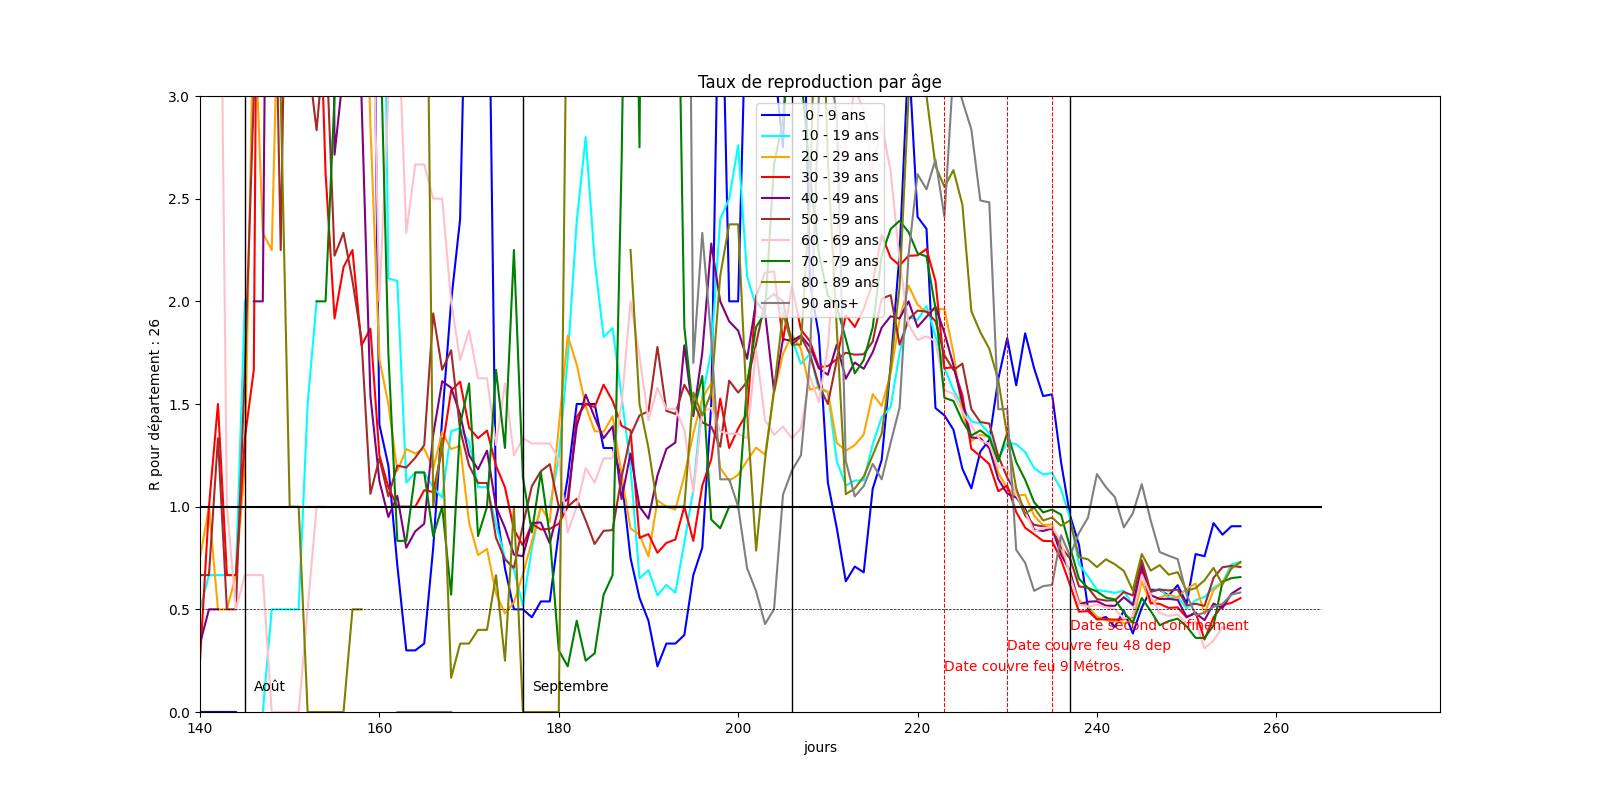 Taux de reproduction par âge
R pour département : 26
3.0
2.5
2.0
1.5
1.0
0.5
0.0
0 - 9 ans
10 - 19 ans
20 - 29 ans
30 - 39 ans
40 - 49 ans
50 - 59 ans
60 - 69 ans
70 - 79 ans
80 - 89 ans
90 ans+
Date second confinement
Date couvre feu 48 dep
Date couvre feu 9 Métros.
Août
Septembre
140
160
180
200
220
240
260
jours